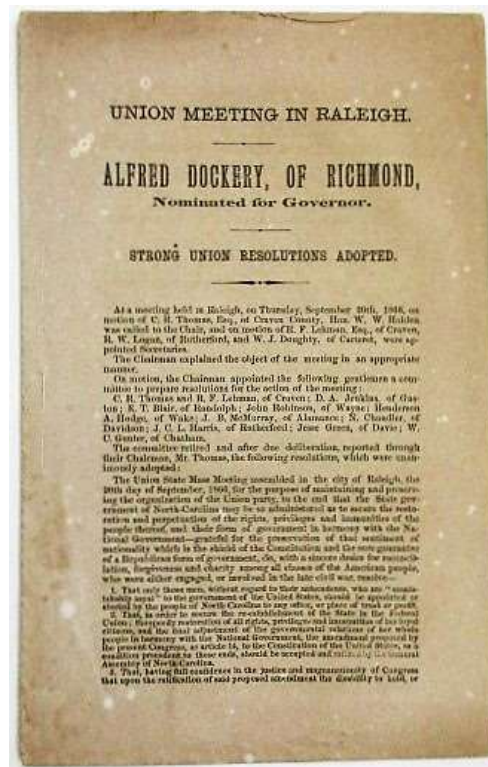 UNION MEETING IN RALEIGH.
ALFRED DOCKERY, OF RICHMOND,
Nominated for Governor.
STRONG UNION RESOLUTIONS ADOPTED.
At a meeting held in Raleigh, on Thursday, September 20th, 1866, on
motion of C. R. Thomas, Esq., of Craven County, Hon. W. W. Holden
was called to the Chair, and on motion of R. F. Lehman, Esq., of Craven,
R. W. Logan, of Rutherford, and W. J. Doughty, of Carteret, were ap-
pointed Secretaries.
The Chairman explained the object of the meeting in an appropriate
manner.
On motion, the Chairman appointed the following gentlemen a com-
mittee to prepare resolutions for the action of the meeting:
C. R. Thomas and R. F. Lehman, of Craven; D. A. Jenkins, of Gas-
ton; K. T. Blair, of Randolph; John Robinson, of Wayne; Henderson
A. Hodge, of Wake; J. B. McMurray, of Alamance; N. Chandler, of
Davidson; J. C. L. Harris, of Rutherford; Jesse Green, of Davie; W.
C. Gunter, of Chatham.
The committee retired and after due deliberation, reported through
their Chairman, Mr. Thomas, the following resolutions, which were unan-
imously adopted:
The Union State Mass Meeting assembled in the city of Raleigh, the
20th day of September, 1866, for the purpose of maintaining and preserv-
ing the organization of the Union party, to the end that the State gov-
ernment of North-Carolina may be so administered as to secure the resto-
ration and perpetuation of the rights, privileges and immunities of the
people thereof, and their form of government in harmony with the Na-
tional Government—grateful for the preservation of that sentiment of
nationality which is the shield of the Constitution and the sure guarantee
of a Republican form of government, do, with a sincere desire for reconcil-
iation, forgiveness and charity among all classes of the American people,
who were either engaged, or involved in the late civil war, resolve—
1. That only those men, without regard to their antecedents, who are "unmis-
takably loyal" to the government of the United States, should be appointed or
elected by the people of North-Carolina to any office, or place of trust or profit.
2. That, in order to secure the re-establishment of the State in the Federal
Union; the speedy restoration of all rights, privileges and immunities of her loyal
citizens, and the final adjustment of the governmental relations of her whole
people in harmony with the National Government, the amendment proposed by
the present Congress, as article 14, to the Constitution of the United States, as a
condition precedent to these ends, should be accepted and ratified by the General
Assembly of North-Carolina.
3. That, having full confidence in the justice and magnanimity of Congress
that upon the ratification of said proposed amendment the disability to hold, or